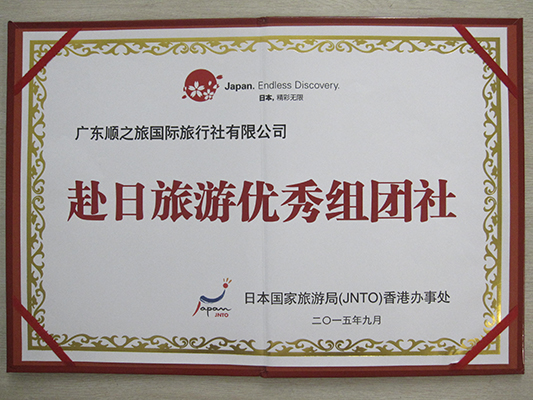 Japan. Endless Discovery.
日本,精彩无限
广东顺之旅国际旅行社有限公司
赴日旅游优秀组团社
Japan
JNTO
日本国家旅游局(JNTO)香港办事处
二〇一五年九月